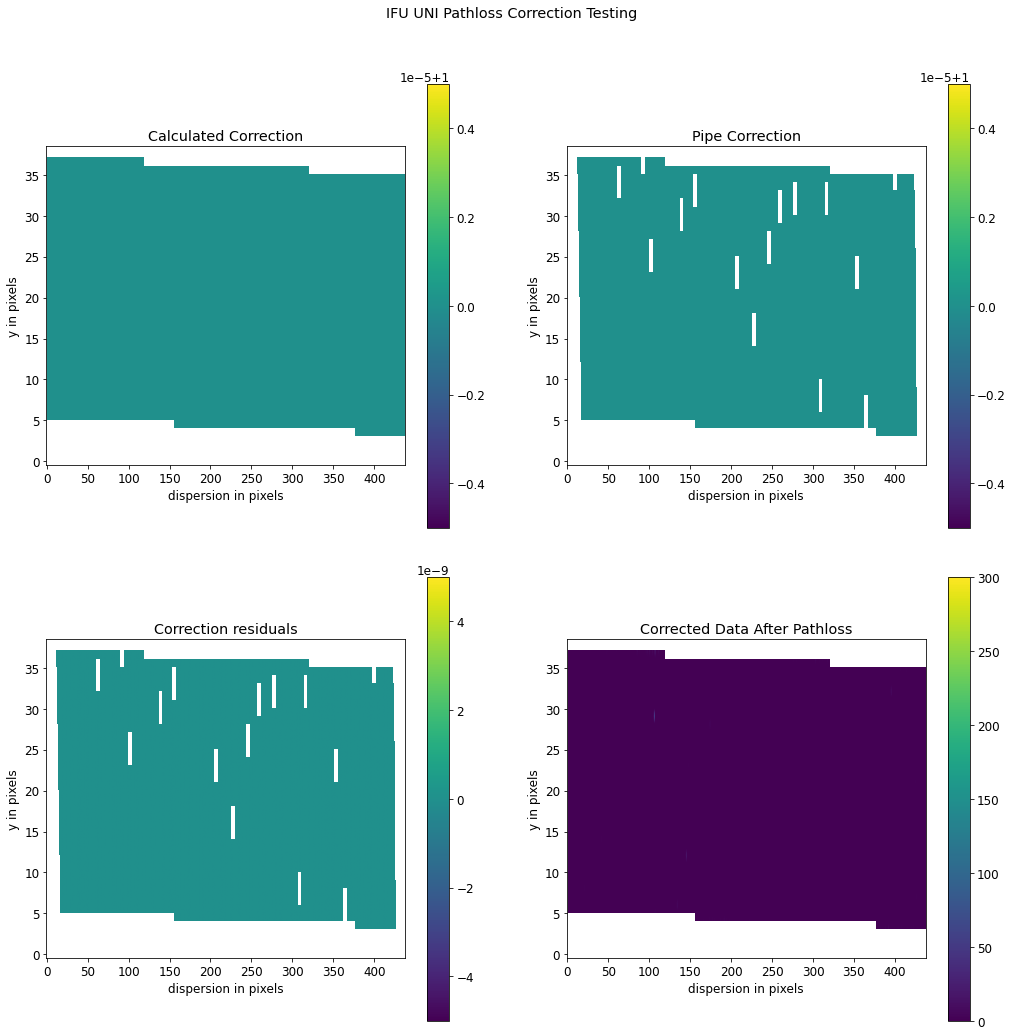 IFU UNI Pathloss Correction Testing
Calculated Correction
1e−5+1
0.4
0.2
0.0
−0.2
−0.4
35
30
25
20
15
10
5
0
y in pixels
0 50 100 150 200 250 300 350 400
dispersion in pixels
Pipe Correction
1e−5+1
0.4
0.2
0.0
−0.2
−0.4
35
30
25
20
15
10
5
0
y in pixels
0 50 100 150 200 250 300 350 400
dispersion in pixels
Correction residuals
1e−9
4
2
0
−2
−4
35
30
25
20
15
10
5
0
y in pixels
0 50 100 150 200 250 300 350 400
dispersion in pixels
Corrected Data After Pathloss
300
250
200
150
100
50
0
35
30
25
20
15
10
5
0
y in pixels
0 50 100 150 200 250 300 350 400
dispersion in pixels